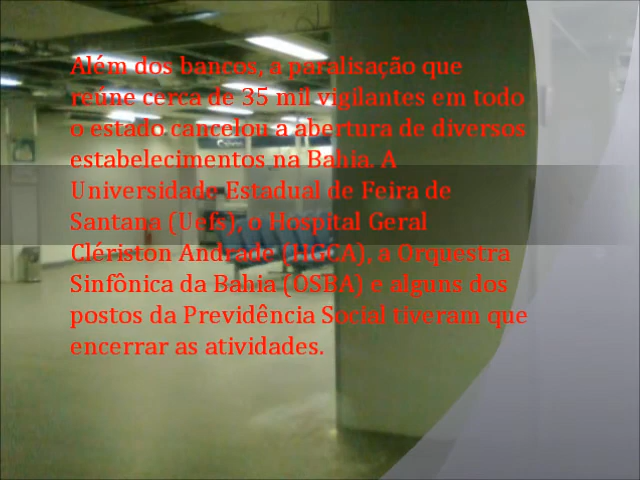 Além dos bancos, a paralisação que
reúne cerca de 35 mil vigilantes em todo
o estado cancelou a abertura de diversos
estabelecimentos na Bahia. A
Universidade Estadual de Feira de
Santana (Uefs), o Hospital Geral
Clériston Andrade (HGCA), a Orquestra
Sinfônica da Bahia (OSBA) e alguns dos
postos da Previdência Social tiveram que
encerrar as atividades.